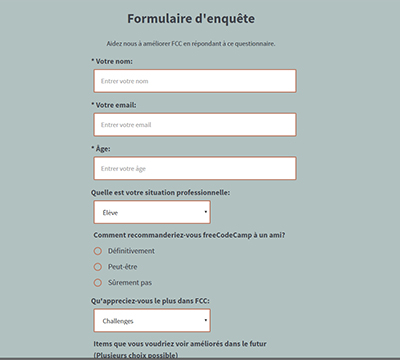 Formulaire d'enquête
Aidez nous à améliorer FCC en répondant à ce questionnaire.
* Votre nom:
Entrer votre nom
* Votre email:
Entrer votre email
* Âge:
Entrer votre âge
Quelle est votre situation professionnelle:
Élève
Comment recommanderiez-vous freeCodeCamp à un ami?
Définitivement
Peut-être
Sûrement pas
Qu'appreciez-vous le plus dans FCC:
Challenges
Items que vous voudriez voir améliorés dans le futur
(Plusieurs choix possible)